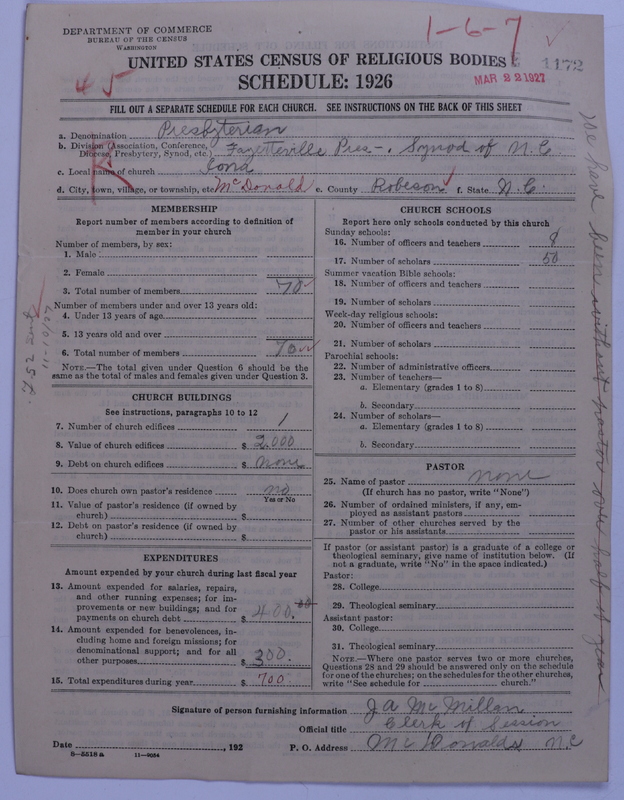 DEPARTMENT OF COMMERCE
BUREAU OF THE CENSUS
WASHINGTON
1-6-7
UNITED STATES CENSUS OF RELIGIOUS BODIES
1172
SCHEDULE: 1926
MAR 22 1927
45
FILL OUT A SEPARATE SCHEDULE FOR EACH CHURCH. SEE INSTRUCTIONS ON THE BACK OF THIS SHEET
a. Denomination Presbyterian
b. Division (Association, Conference, Diocese, Presbytery, Synod, etc.) Fayetteville Pres-. Synod of N.C.
c. Local name of church Iona
d. City, town, village, or township, etc. McDonald e. County Robeson f. State N.C.
MEMBERSHIP
Report number of members according to definition of
member in your church
Number of members, by sex:
1. Male
2. Female
3. Total number of members 70
Number of members under and over 13 years old:
4. Under 13 years of age
5. 13 years old and over
6. Total number of members 70
NOTE.—The total given under Question 6 should be
the same as the total of males and females given under Question 3.
CHURCH BUILDINGS
See instructions, paragraphs 10 to 12
7. Number of church edifices 1
8. Value of church edifices $ 2.000
9. Debt on church edifices $ none
10. Does church own pastor's residence no
Yes or No
11. Value of pastor's residence (if owned by
church) $
12. Debt on pastor's residence (if owned by
church) $
EXPENDITURES
Amount expended by your church during last fiscal year
13. Amount expended for salaries, repairs,
and other running expenses; for im-
provements or new buildings; and for
payments on church debt $ 400.00
14. Amount expended for benevolences, in-
cluding home and foreign missions; for
denominational support; and for all
other purposes $ 300.
15. Total expenditures during year $ 700
CHURCH SCHOOLS
Report here only schools conducted by this church
Sunday schools:
16. Number of officers and teachers 8
17. Number of scholars 50
Summer vacation Bible schools:
18. Number of officers and teachers
19. Number of scholars
Week-day religious schools:
20. Number of officers and teachers
21. Number of scholars
Parochial schools:
22. Number of administrative officers
23. Number of teachers—
a. Elementary (grades 1 to 8)
b. Secondary
24. Number of scholars—
a. Elementary (grades 1 to 8)
b. Secondary
PASTOR
25. Name of pastor none
(If church has no pastor, write "None")
26. Number of ordained ministers, if any, em-
ployed as assistant pastors
27. Number of other churches served by the
pastor or his assistants
If pastor (or assistant pastor) is a graduate of a college or
theological seminary, give name of institution below. (If
not a graduate, write "No" in the space indicated.)
Pastor:
28. College
29. Theological seminary
Assistant pastor:
30. College
31. Theological seminary
NOTE.—Where one pastor serves two or more churches,
Questions 28 and 29 should be answered only on the schedule
for one of the churches; on the schedules for the other churches,
write "See schedule for church."
Signature of person furnishing information J A McMillan
Official title Clerk of Session
Date , 192
P. O. Address McDonalds, N.C
8-5518a 11-9024
We have been without pastor over half of year
11-10/27